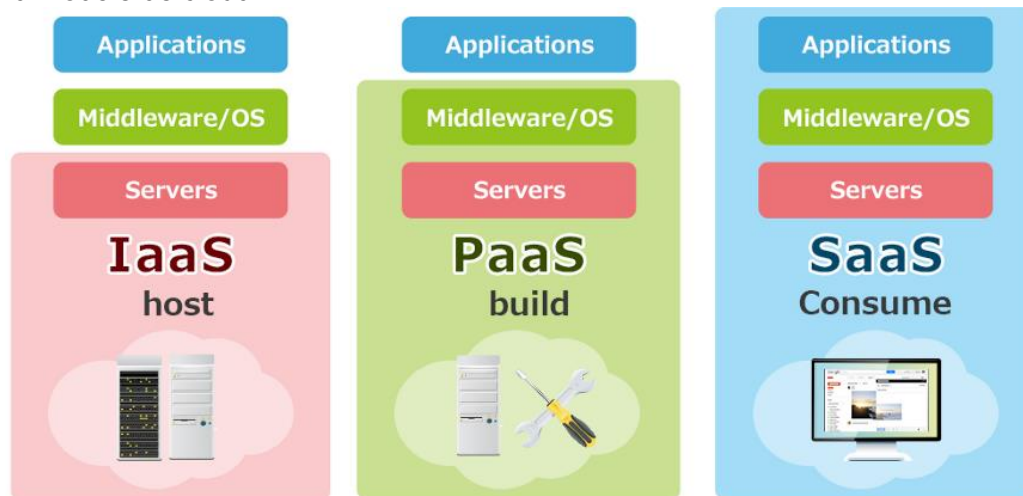 Applications
Middleware/OS
Servers
IaaS
host
Applications
Middleware/OS
Servers
PaaS
build
Applications
Middleware/OS
Servers
SaaS
Consume